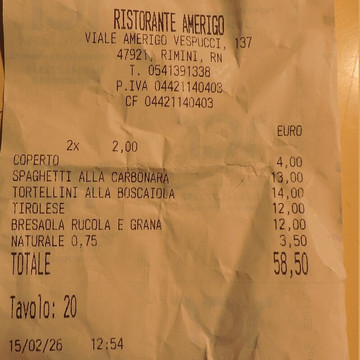 RISTORANTE AMERIGO
VIALE AMERIGO VESPUCCI, 137
47921, RIMINI, RN
T. 0541391338
P.IVA 04421140403
CF 04421140403
EURO
2x 2,00
COPERTO 4,00
SPAGHETTI ALLA CARBONARA 13,00
TORTELLINI ALLA BOSCAIOLA 14,00
TIROLESE 12,00
BRESAOLA RUCOLA E GRANA 12,00
NATURALE 0,75 3,50
TOTALE 58,50
Tavolo: 20
15/02/26 12:54